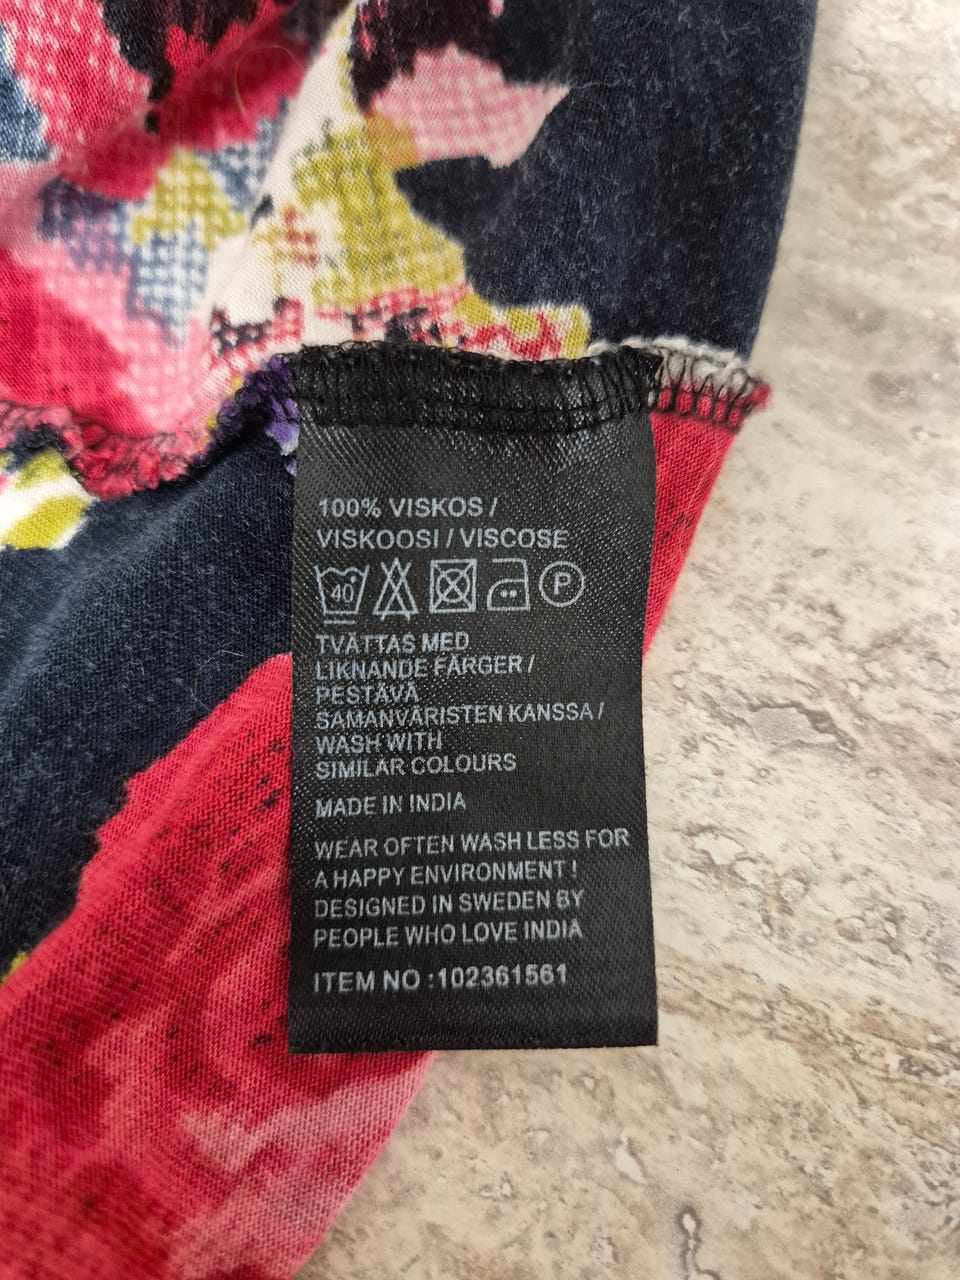 100% VISKOS /
VISKOOSI / VISCOSE
40 P
TVÄTTAS MED
LIKNANDE FÄRGER /
PESTÄVÄ
SAMANVÄRISTEN KANSSA /
WASH WITH
SIMILAR COLOURS
MADE IN INDIA
WEAR OFTEN WASH LESS FOR
A HAPPY ENVIRONMENT !
DESIGNED IN SWEDEN BY
PEOPLE WHO LOVE INDIA
ITEM NO :102361561